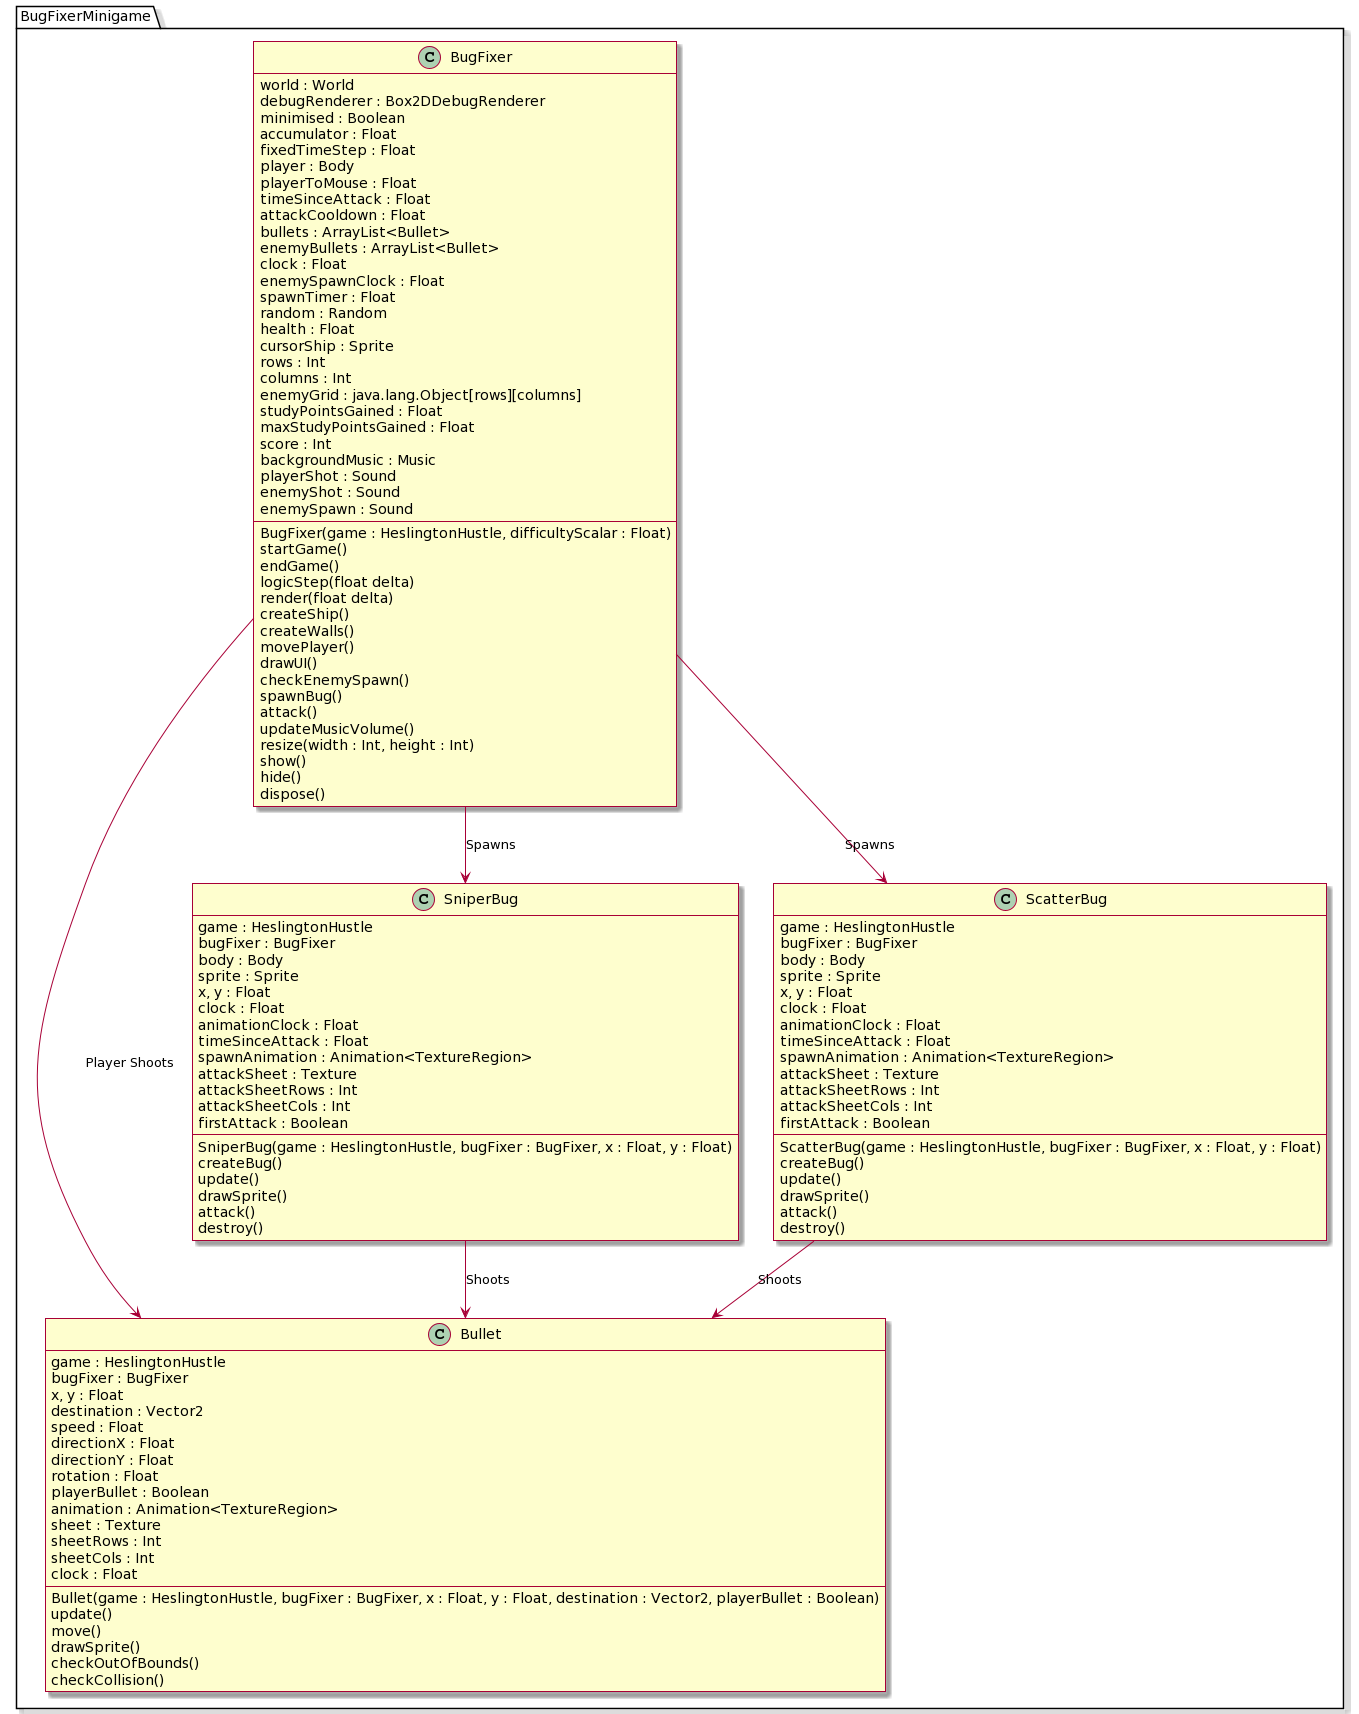 BugFixerMinigame
C BugFixer
world : World
debugRenderer : Box2DDebugRenderer
minimised : Boolean
accumulator : Float
fixedTimeStep : Float
player : Body
playerToMouse : Float
timeSinceAttack : Float
attackCooldown : Float
bullets : ArrayList<Bullet>
enemyBullets : ArrayList<Bullet>
clock : Float
enemySpawnClock : Float
spawnTimer : Float
random : Random
health : Float
cursorShip : Sprite
rows : Int
columns : Int
enemyGrid : java.lang.Object[rows][columns]
studyPointsGained : Float
maxStudyPointsGained : Float
score : Int
backgroundMusic : Music
playerShot : Sound
enemyShot : Sound
enemySpawn : Sound
BugFixer(game : HeslingtonHustle, difficultyScalar : Float)
startGame()
endGame()
logicStep(float delta)
render(float delta)
createShip()
createWalls()
movePlayer()
drawUI()
checkEnemySpawn()
spawnBug()
attack()
updateMusicVolume()
resize(width : Int, height : Int)
show()
hide()
dispose()
Spawns
Spawns
C SniperBug
game : HeslingtonHustle
bugFixer : BugFixer
body : Body
sprite : Sprite
x, y : Float
clock : Float
animationClock : Float
timeSinceAttack : Float
spawnAnimation : Animation<TextureRegion>
attackSheet : Texture
attackSheetRows : Int
attackSheetCols : Int
firstAttack : Boolean
SniperBug(game : HeslingtonHustle, bugFixer : BugFixer, x : Float, y : Float)
createBug()
update()
drawSprite()
attack()
destroy()
C ScatterBug
game : HeslingtonHustle
bugFixer : BugFixer
body : Body
sprite : Sprite
x, y : Float
clock : Float
animationClock : Float
timeSinceAttack : Float
spawnAnimation : Animation<TextureRegion>
attackSheet : Texture
attackSheetRows : Int
attackSheetCols : Int
firstAttack : Boolean
ScatterBug(game : HeslingtonHustle, bugFixer : BugFixer, x : Float, y : Float)
createBug()
update()
drawSprite()
attack()
destroy()
Player Shoots
Shoots
Shoots
C Bullet
game : HeslingtonHustle
bugFixer : BugFixer
x, y : Float
destination : Vector2
speed : Float
directionX : Float
directionY : Float
rotation : Float
playerBullet : Boolean
animation : Animation<TextureRegion>
sheet : Texture
sheetRows : Int
sheetCols : Int
clock : Float
Bullet(game : HeslingtonHustle, bugFixer : BugFixer, x : Float, y : Float, destination : Vector2, playerBullet : Boolean)
update()
move()
drawSprite()
checkOutOfBounds()
checkCollision()